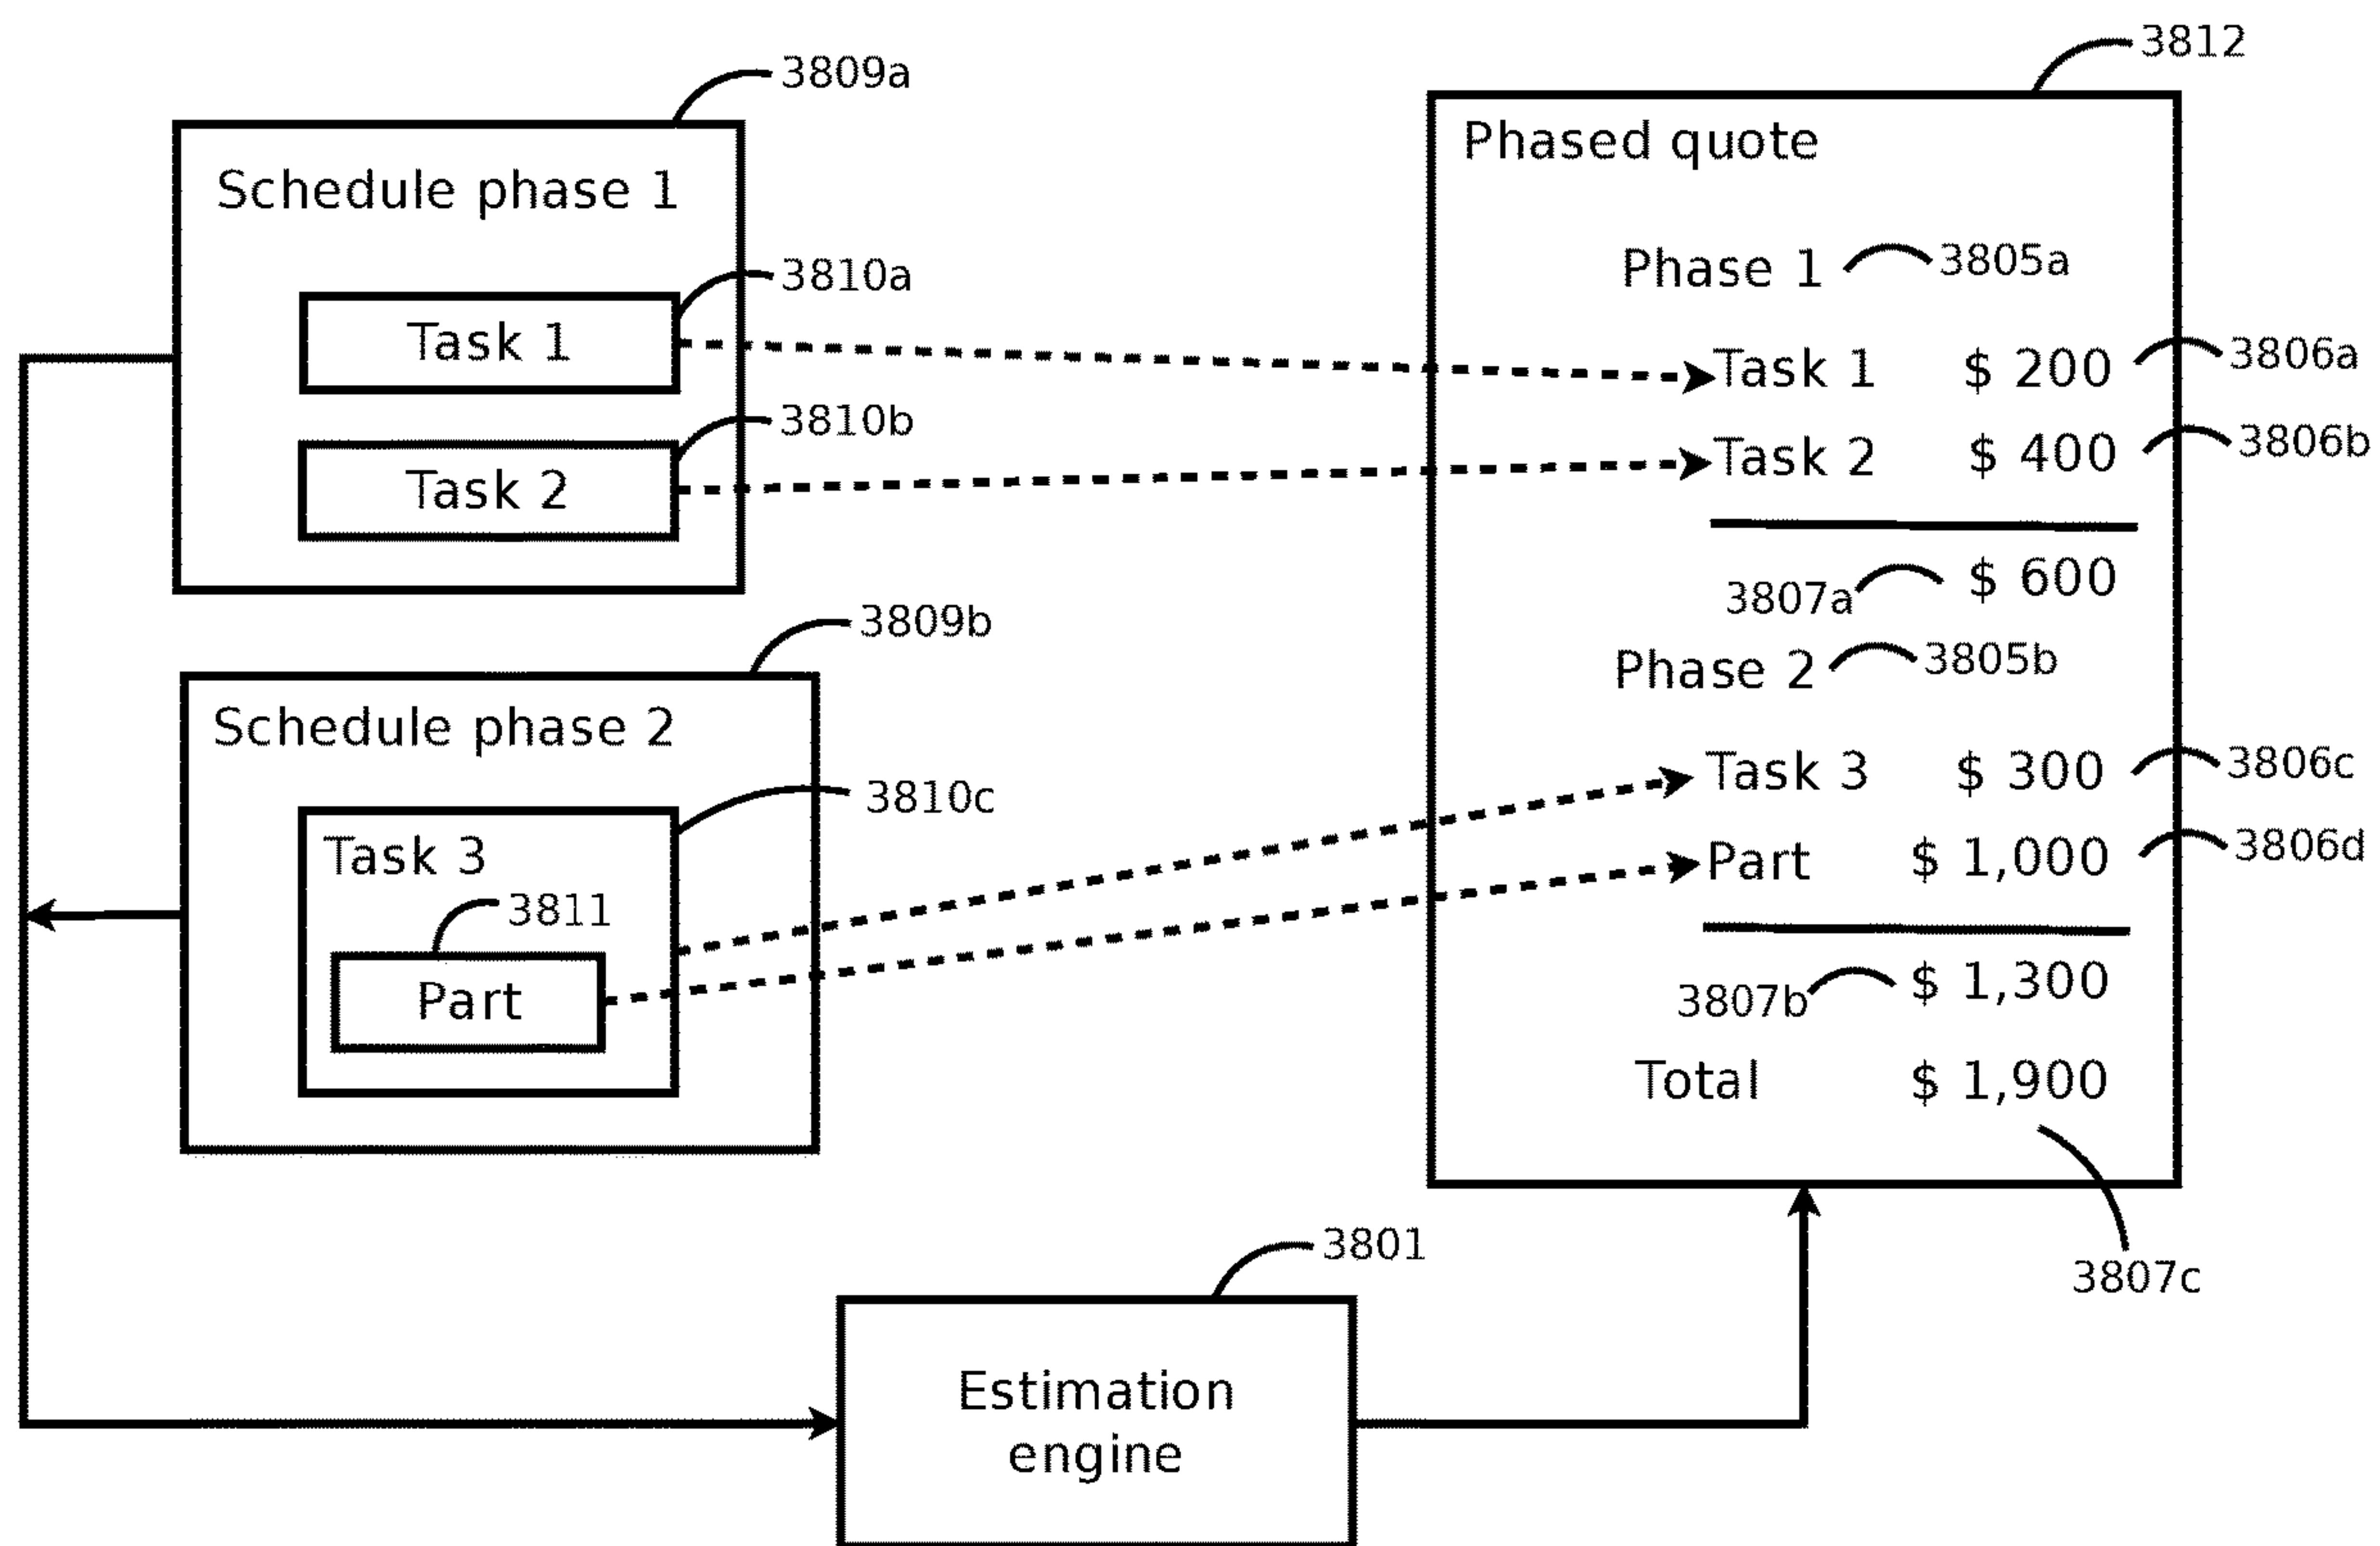 3812
3809a
Phased quote
Schedule phase 1
Phase 1 3805a
3810a
Task 1
Task 1 $ 200 3806a
3810b
Task 2 $ 400 3806b
Task 2
3807a $ 600
3809b
Phase 2 3805b
Schedule phase 2
Task 3 $ 300 3806c
3810c
Task 3
Part $ 1,000 3806d
3811
Part
3807b $ 1,300
Total $ 1,900
3801
3807c
Estimation
engine